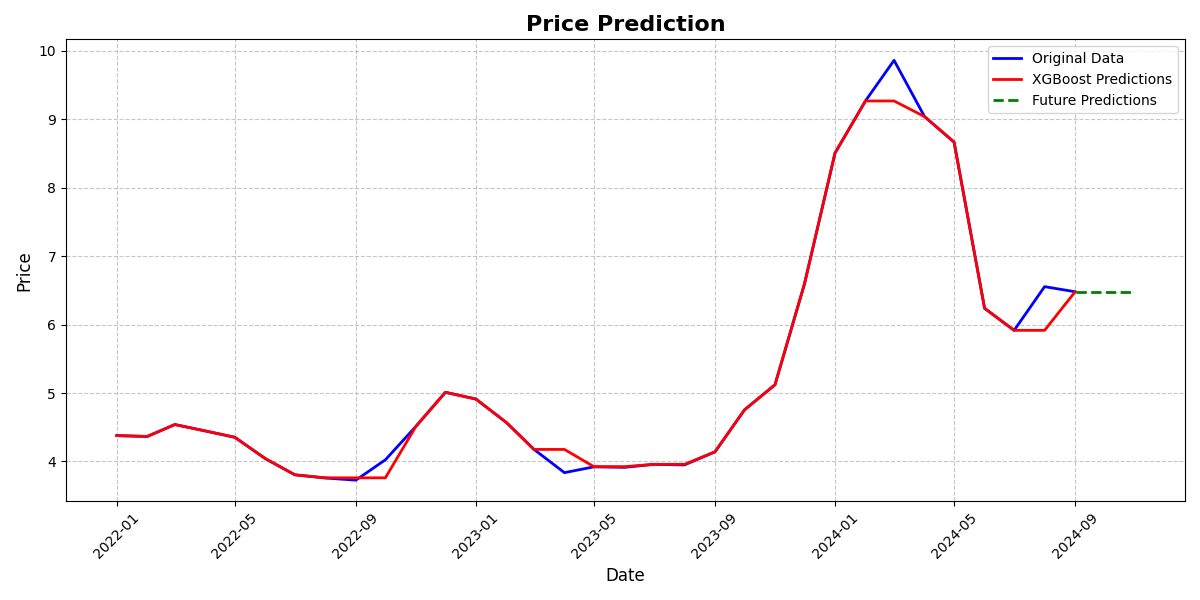 Price Prediction
Original Data
XGBoost Predictions
Future Predictions
Price
10
9
8
7
6
5
4
2022-01
2022-05
2022-09
2023-01
2023-05
2023-09
2024-01
2024-05
2024-09
Date